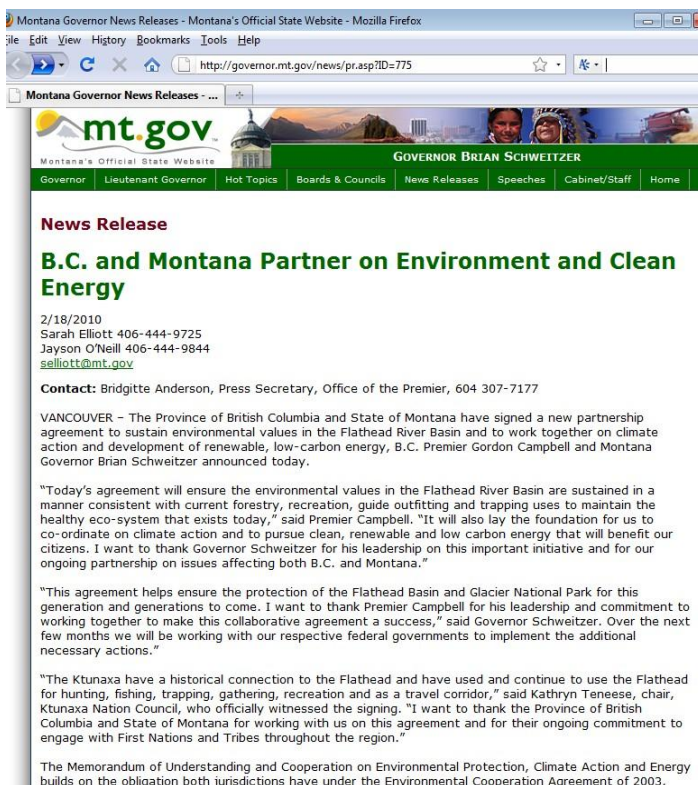 Montana Governor News Releases - Montana's Official State Website - Mozilla Firefox
File Edit View History Bookmarks Tools Help
http://governor.mt.gov/news/pr.asp?ID=775
Montana Governor News Releases - ...
mt.gov
Montana's Official State Website
GOVERNOR BRIAN SCHWEITZER
Governor Lieutenant Governor Hot Topics Boards & Councils News Releases Speeches Cabinet/Staff Home
News Release
B.C. and Montana Partner on Environment and Clean
Energy
2/18/2010
Sarah Elliott 406-444-9725
Jayson O'Neill 406-444-9844
selliott@mt.gov
Contact: Bridgitte Anderson, Press Secretary, Office of the Premier, 604 307-7177
VANCOUVER – The Province of British Columbia and State of Montana have signed a new partnership
agreement to sustain environmental values in the Flathead River Basin and to work together on climate
action and development of renewable, low-carbon energy, B.C. Premier Gordon Campbell and Montana
Governor Brian Schweitzer announced today.
“Today’s agreement will ensure the environmental values in the Flathead River Basin are sustained in a
manner consistent with current forestry, recreation, guide outfitting and trapping uses to maintain the
healthy eco-system that exists today,” said Premier Campbell. “It will also lay the foundation for us to
co-ordinate on climate action and to pursue clean, renewable and low carbon energy that will benefit our
citizens. I want to thank Governor Schweitzer for his leadership on this important initiative and for our
ongoing partnership on issues affecting both B.C. and Montana.”
“This agreement helps ensure the protection of the Flathead Basin and Glacier National Park for this
generation and generations to come. I want to thank Premier Campbell for his leadership and commitment to
working together to make this collaborative agreement a success,” said Governor Schweitzer. Over the next
few months we will be working with our respective federal governments to implement the additional
necessary actions.”
“The Ktunaxa have a historical connection to the Flathead and have used and continue to use the Flathead
for hunting, fishing, trapping, gathering, recreation and as a travel corridor,” said Kathryn Teneese, chair,
Ktunaxa Nation Council, who officially witnessed the signing. “I want to thank the Province of British
Columbia and State of Montana for working with us on this agreement and for their ongoing commitment to
engage with First Nations and Tribes throughout the region.”
The Memorandum of Understanding and Cooperation on Environmental Protection, Climate Action and Energy
builds on the obligation both jurisdictions have under the Environmental Cooperation Agreement of 2003.